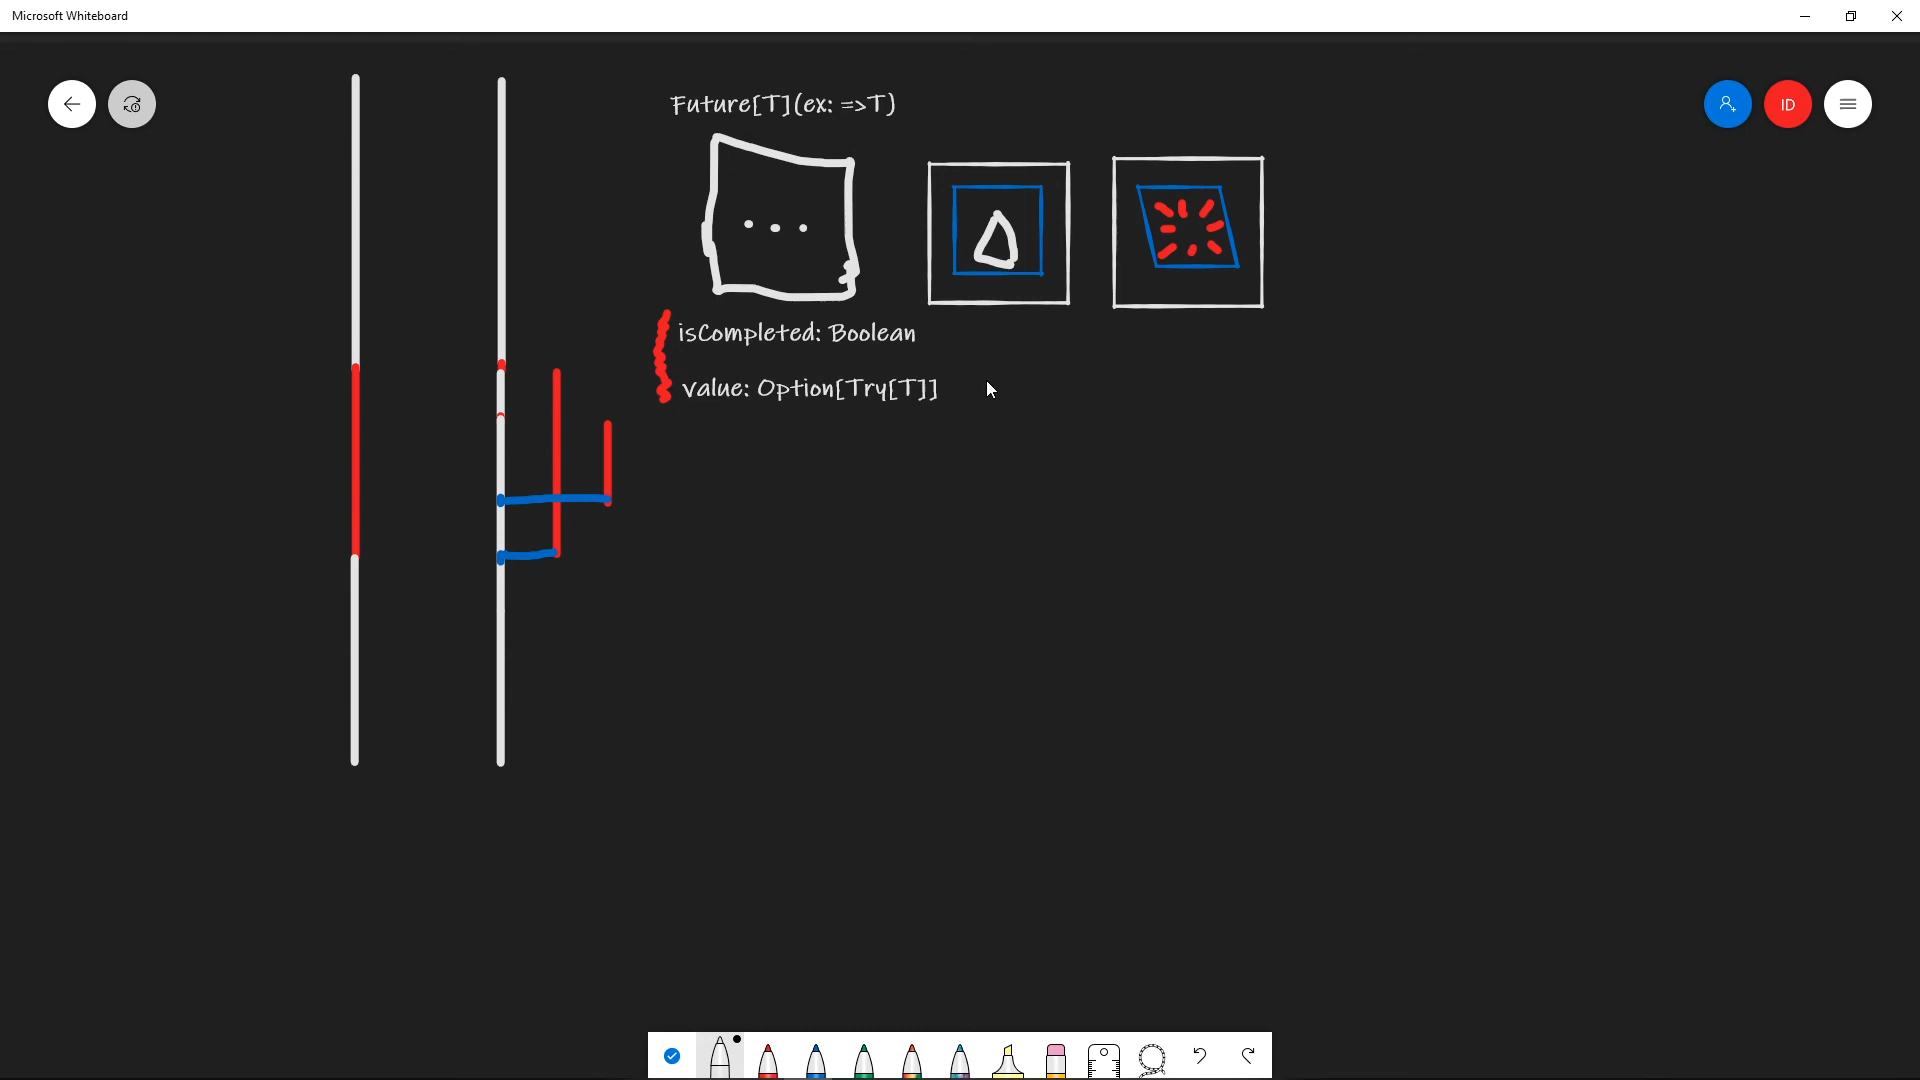 Microsoft Whiteboard
ID
Future[T](ex: =>T)
...
isCompleted: Boolean
value: Option[Try[T]]